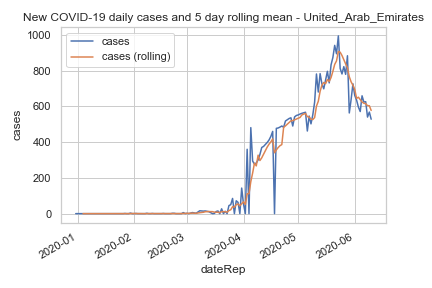 New COVID-19 daily cases and 5 day rolling mean - United_Arab_Emirates
cases
cases (rolling)
1000
800
600
400
200
0
cases
2020-01
2020-02
2020-03
2020-04
2020-05
2020-06
dateRep